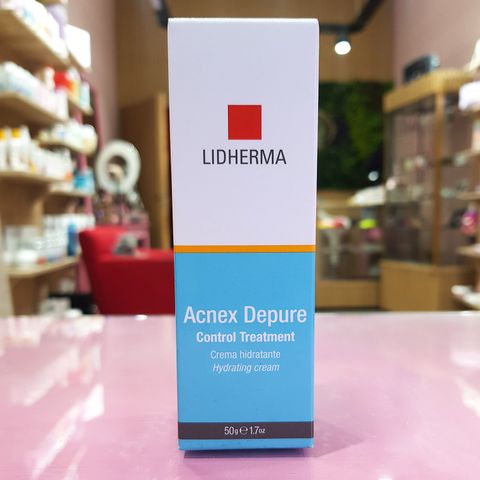 LIDHERMA
Acnex Depure
Control Treatment
Crema hidratante
Hydrating cream
50g ℮ 1.7oz